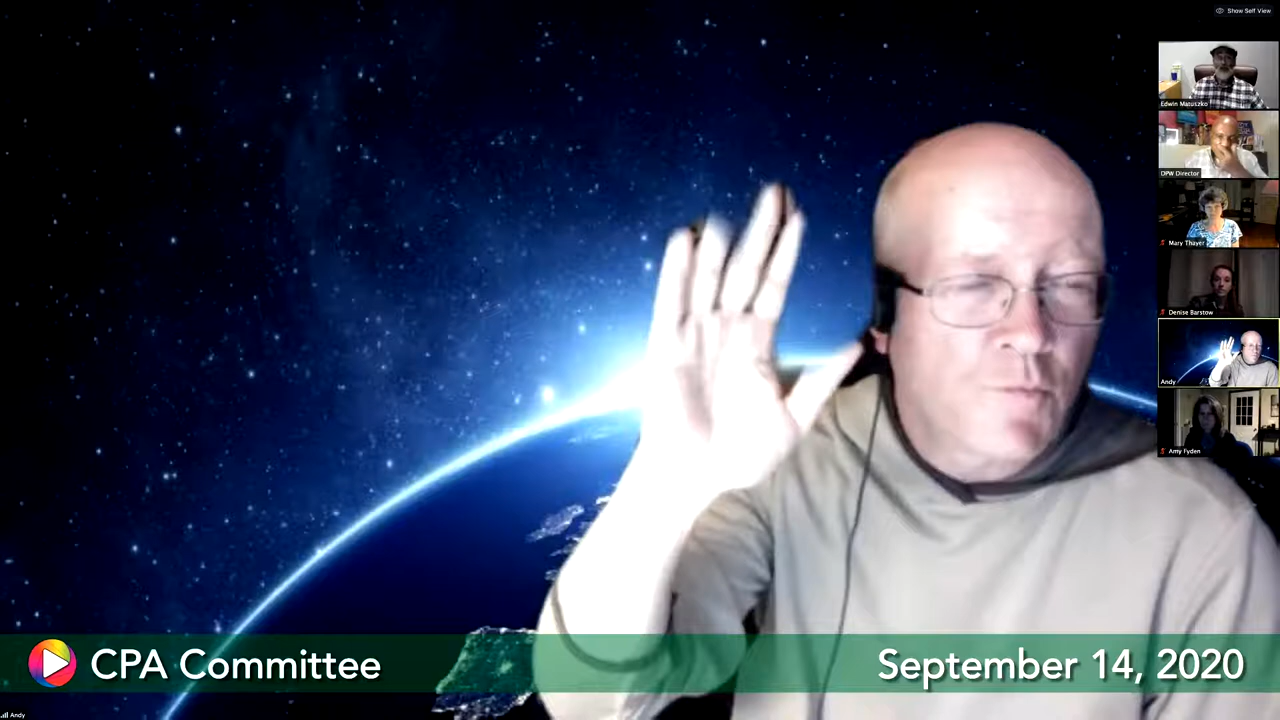 Show Self View
Edwin Matuszko
DPW Director
Mary Thayer
Denise Barstow
Andy
Amy Fyden
CPA Committee
September 14, 2020
Andy